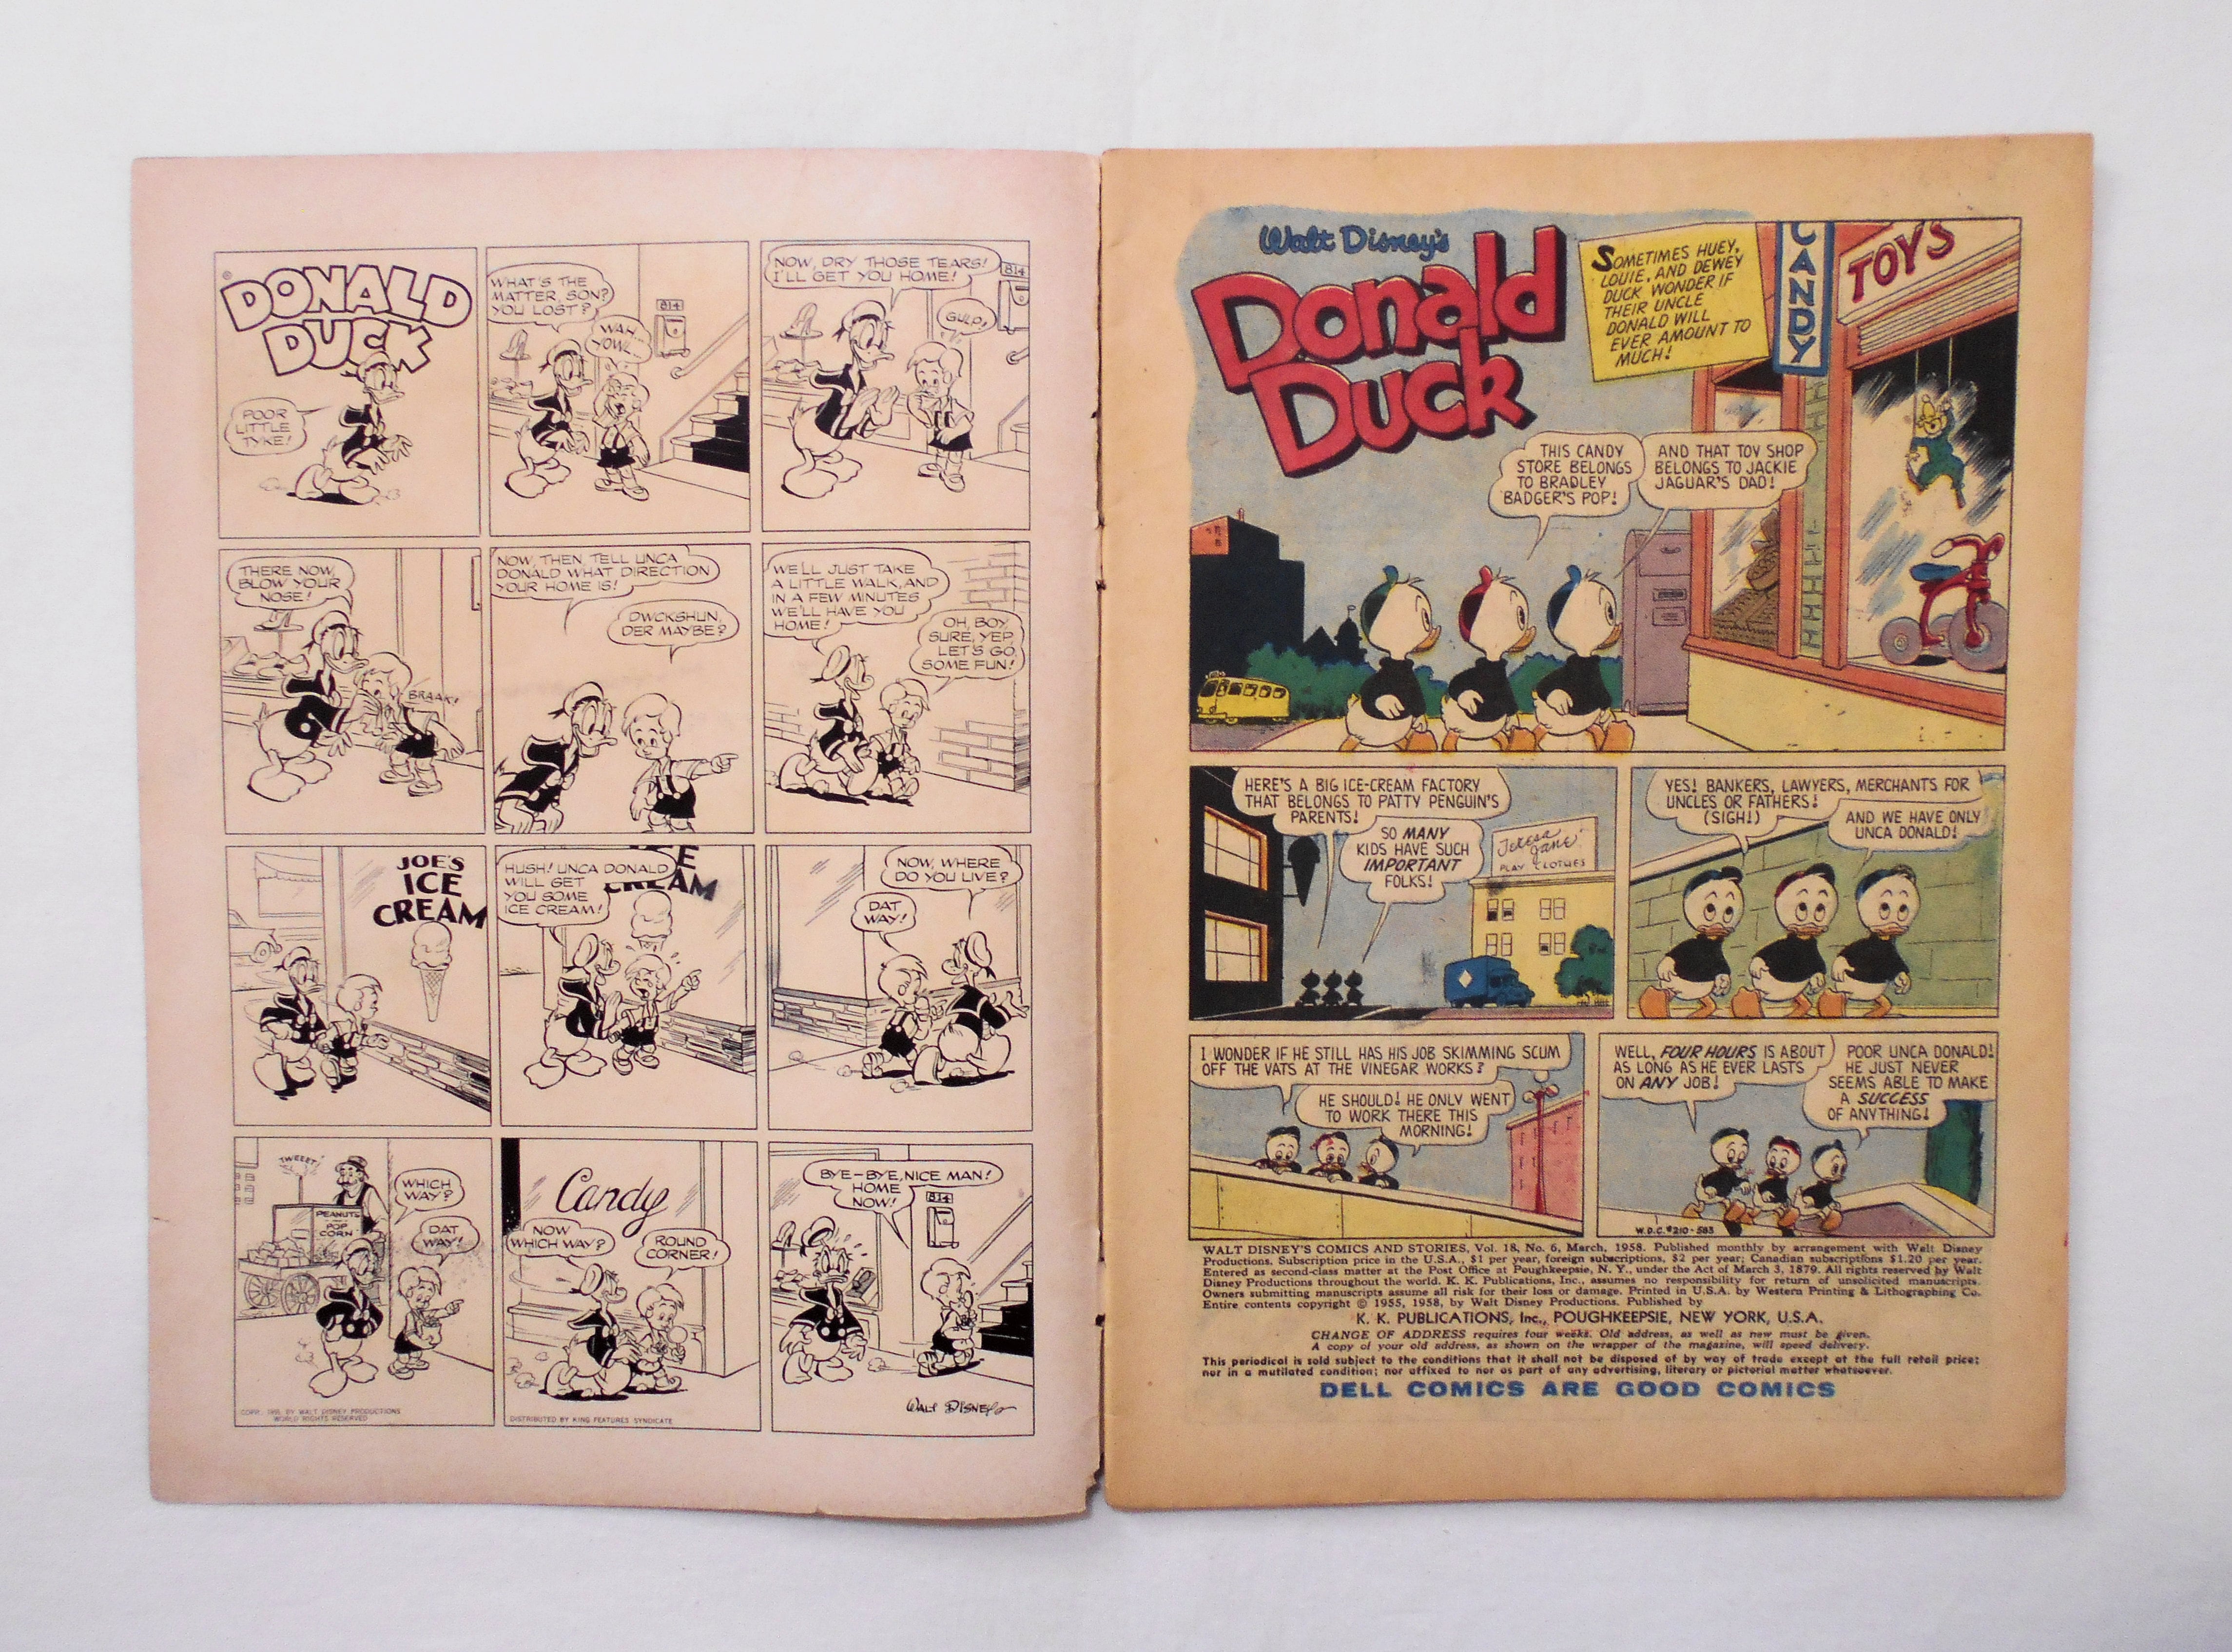 DONALD
DUCK
POOR
LITTLE
TYKE!
WHAT'S THE
MATTER, SON?
YOU LOST?
WAH
YOWL
814
NOW, DRY THOSE TEARS!
I'LL GET YOU HOME!
GULP,
814
THERE NOW,
BLOW YOUR
NOSE!
BRAAK!
NOW, THEN, TELL UNCA
DONALD WHAT DIRECTION
YOUR HOME IS!
DWCKSHUN,
DER MAYBE?
WE'LL JUST TAKE
A LITTLE WALK, AND
IN A FEW MINUTES
WE'LL HAVE YOU
HOME!
OH, BOY,
SURE, YEP,
LET'S GO,
SOME FUN!
JOE'S
ICE
CREAM
HUSH! UNCA DONALD
WILL GET
YOU SOME
ICE CREAM!
CE
CREAM
NOW, WHERE
DO YOU LIVE?
DAT
WAY!
TWEEET!
PEANUTS
POP
CORN
WHICH
WAY?
DAT
WAY!
COPR. 1955, BY WALT DISNEY PRODUCTIONS
WORLD RIGHTS RESERVED
Candy
NOW
WHICH WAY?
ROUND
CORNER!
DISTRIBUTED BY KING FEATURES SYNDICATE
BYE-BYE, NICE MAN!
HOME
NOW!
814
WALT DISNEY
Walt Disney's
Donald
Duck
SOMETIMES HUEY,
LOUIE, AND DEWEY
DUCK WONDER IF
THEIR UNCLE
DONALD WILL
EVER AMOUNT TO
MUCH!
CANDY
TOYS
THIS CANDY
STORE BELONGS
TO BRADLEY
BADGER'S POP!
AND THAT TOY SHOP
BELONGS TO JACKIE
JAGUAR'S DAD!
HERE'S A BIG ICE-CREAM FACTORY
THAT BELONGS TO PATTY PENGUIN'S
PARENTS!
SO MANY
KIDS HAVE SUCH
IMPORTANT
FOLKS!
Teresa
Jane
PLAY CLOTHES
YES! BANKERS, LAWYERS, MERCHANTS FOR
UNCLES OR FATHERS!
(SIGH!)
AND WE HAVE ONLY
UNCA DONALD!
I WONDER IF HE STILL HAS HIS JOB SKIMMING SCUM
OFF THE VATS AT THE VINEGAR WORKS?
HE SHOULD! HE ONLY WENT
TO WORK THERE THIS
MORNING!
WELL, FOUR HOURS IS ABOUT
AS LONG AS HE EVER LASTS
ON ANY JOB!
POOR UNCA DONALD!
HE JUST NEVER
SEEMS ABLE TO MAKE
A SUCCESS
OF ANYTHING!
W.D.C. #210-583
WALT DISNEY'S COMICS AND STORIES, Vol. 18, No. 6, March, 1958. Published monthly by arrangement with Walt Disney
Productions. Subscription price in the U.S.A., $1 per year, foreign subscriptions, $2 per year; Canadian subscriptions $1.20 per year.
Entered as second-class matter at the Post Office at Poughkeepsie, N. Y., under the Act of March 3, 1879. All rights reserved by Walt
Disney Productions throughout the world. K. K. Publications, Inc., assumes no responsibility for return of unsolicited manuscripts.
Owners submitting manuscripts assume all risk for their loss or damage. Printed in U.S.A. by Western Printing & Lithographing Co.
Entire contents copyright © 1955, 1958, by Walt Disney Productions. Published by
K. K. PUBLICATIONS, Inc., POUGHKEEPSIE, NEW YORK, U.S.A.
CHANGE OF ADDRESS requires four weeks. Old address, as well as new must be given.
A copy of your old address, as shown on the wrapper of the magazine, will speed delivery.
This periodical is sold subject to the conditions that it shall not be disposed of by way of trade except at the full retail price;
nor in a mutilated condition; nor affixed to nor as part of any advertising, literary or pictorial matter whatsoever.
DELL COMICS ARE GOOD COMICS